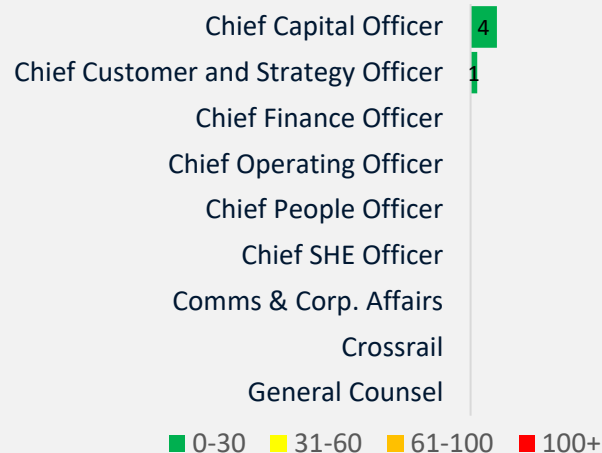 Chief Capital Officer 4
Chief Customer and Strategy Officer 1
Chief Finance Officer
Chief Operating Officer
Chief People Officer
Chief SHE Officer
Comms & Corp. Affairs
Crossrail
General Counsel
0-30 31-60 61-100 100+